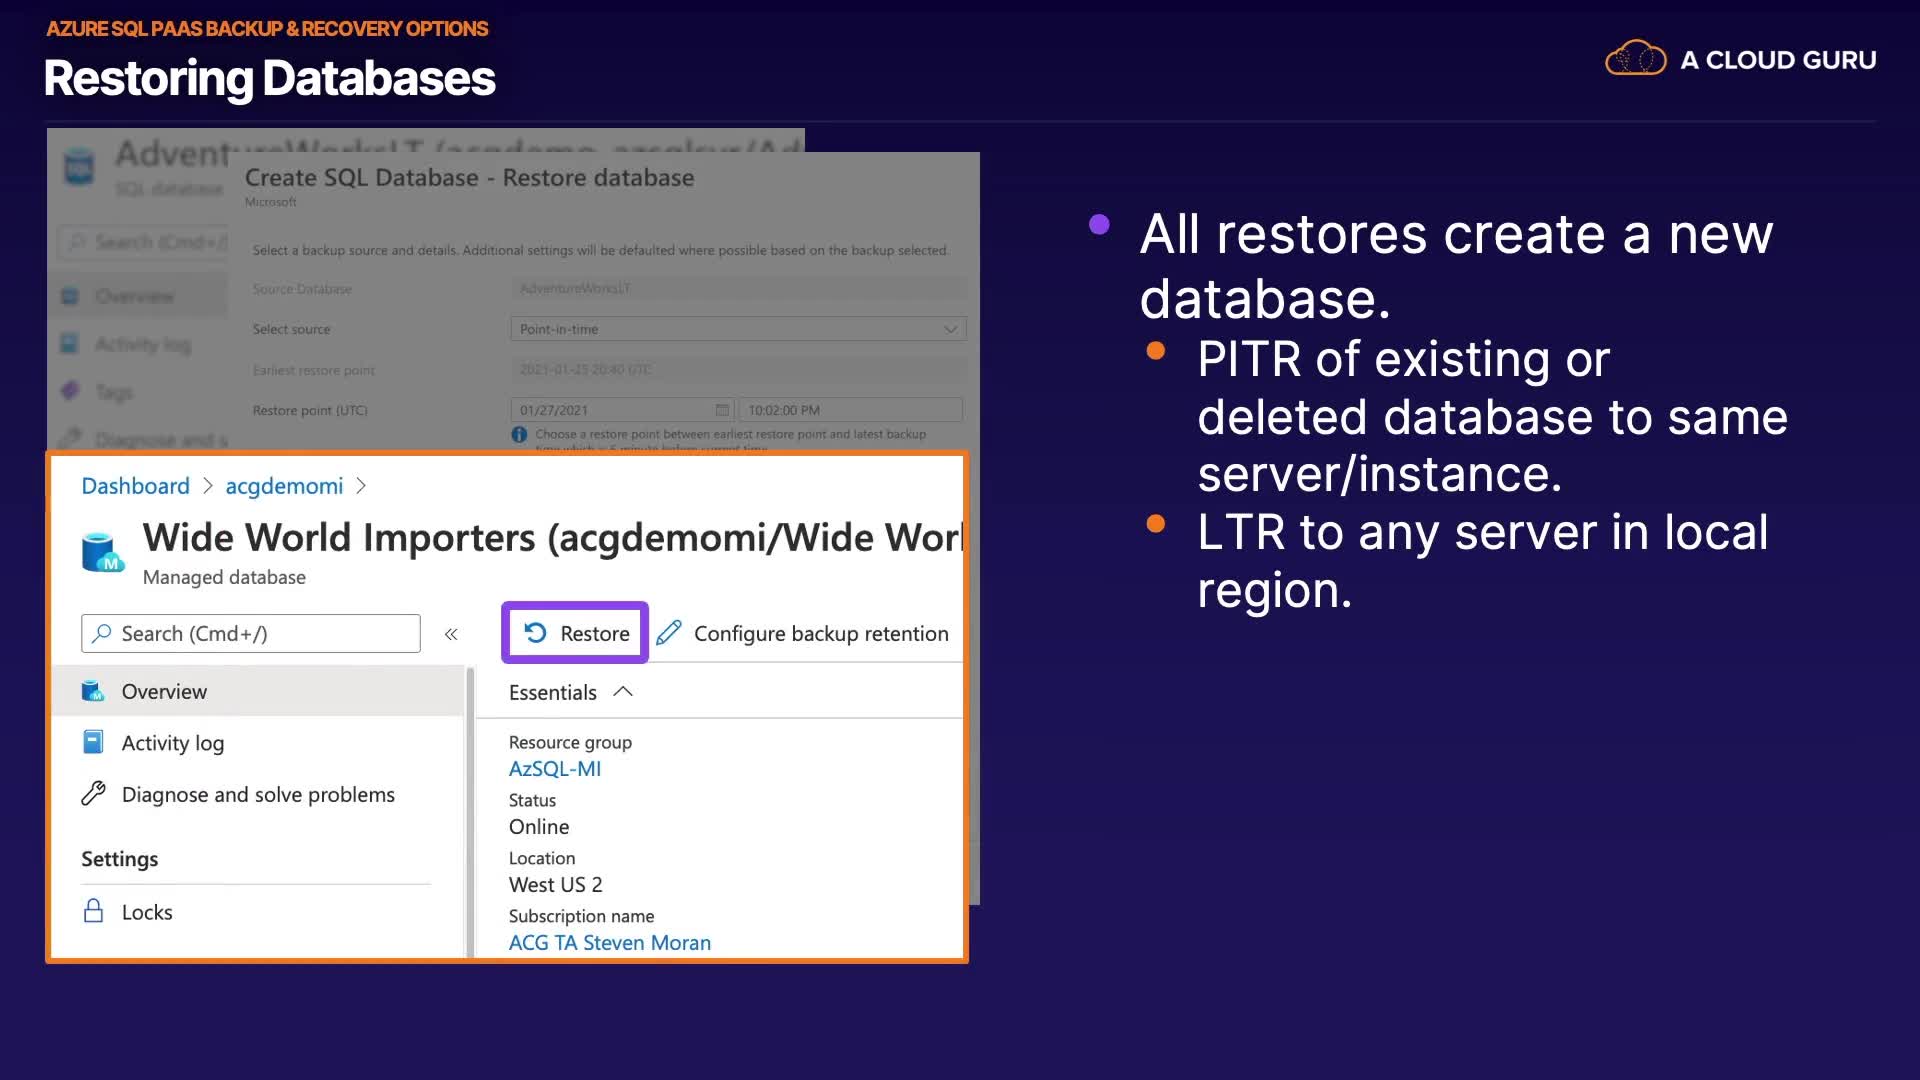 AZURE SQL PAAS BACKUP & RECOVERY OPTIONS
Restoring Databases
A CLOUD GURU
SQL database
Create SQL Database - Restore database
Microsoft
Search (Cmd+/)
Select a backup source and details. Additional settings will be defaulted where possible based on the backup selected.
Overview
Source Database
AdventureWorksLT
Select source
Point-in-time
Activity log
Earliest restore point
2021-01-25 20:40 UTC
Tags
Restore point (UTC)
01/27/2021
10:02:00 PM
Diagnose and s
Choose a restore point between earliest restore point and latest backup
Dashboard > acgdemomi >
Wide World Importers (acgdemomi/Wide Worl
M
Managed database
Search (Cmd+/)
«
Restore
Configure backup retention
Overview
Activity log
Diagnose and solve problems
Settings
Locks
Essentials
Resource group
AzSQL-MI
Status
Online
Location
West US 2
Subscription name
ACG TA Steven Moran
All restores create a new
database.
PITR of existing or
deleted database to same
server/instance.
LTR to any server in local
region.